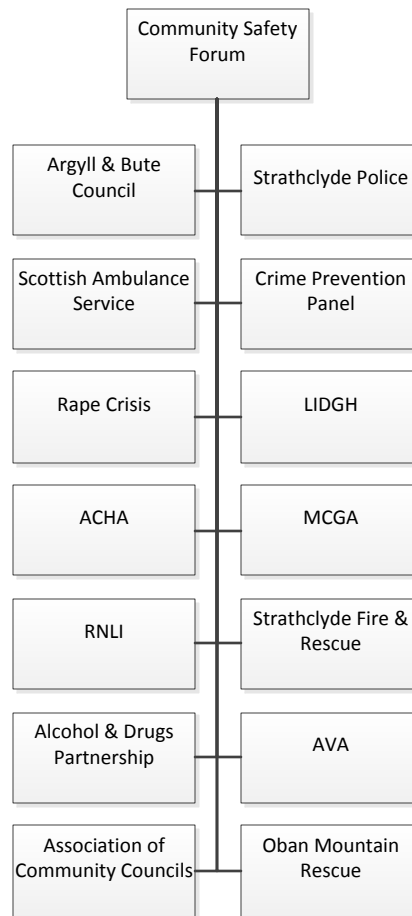 Community Safety
Forum
Argyll & Bute
Council
Strathclyde Police
Scottish Ambulance
Service
Crime Prevention
Panel
Rape Crisis
LIDGH
ACHA
MCGA
RNLI
Strathclyde Fire &
Rescue
Alcohol & Drugs
Partnership
AVA
Association of
Community Councils
Oban Mountain
Rescue